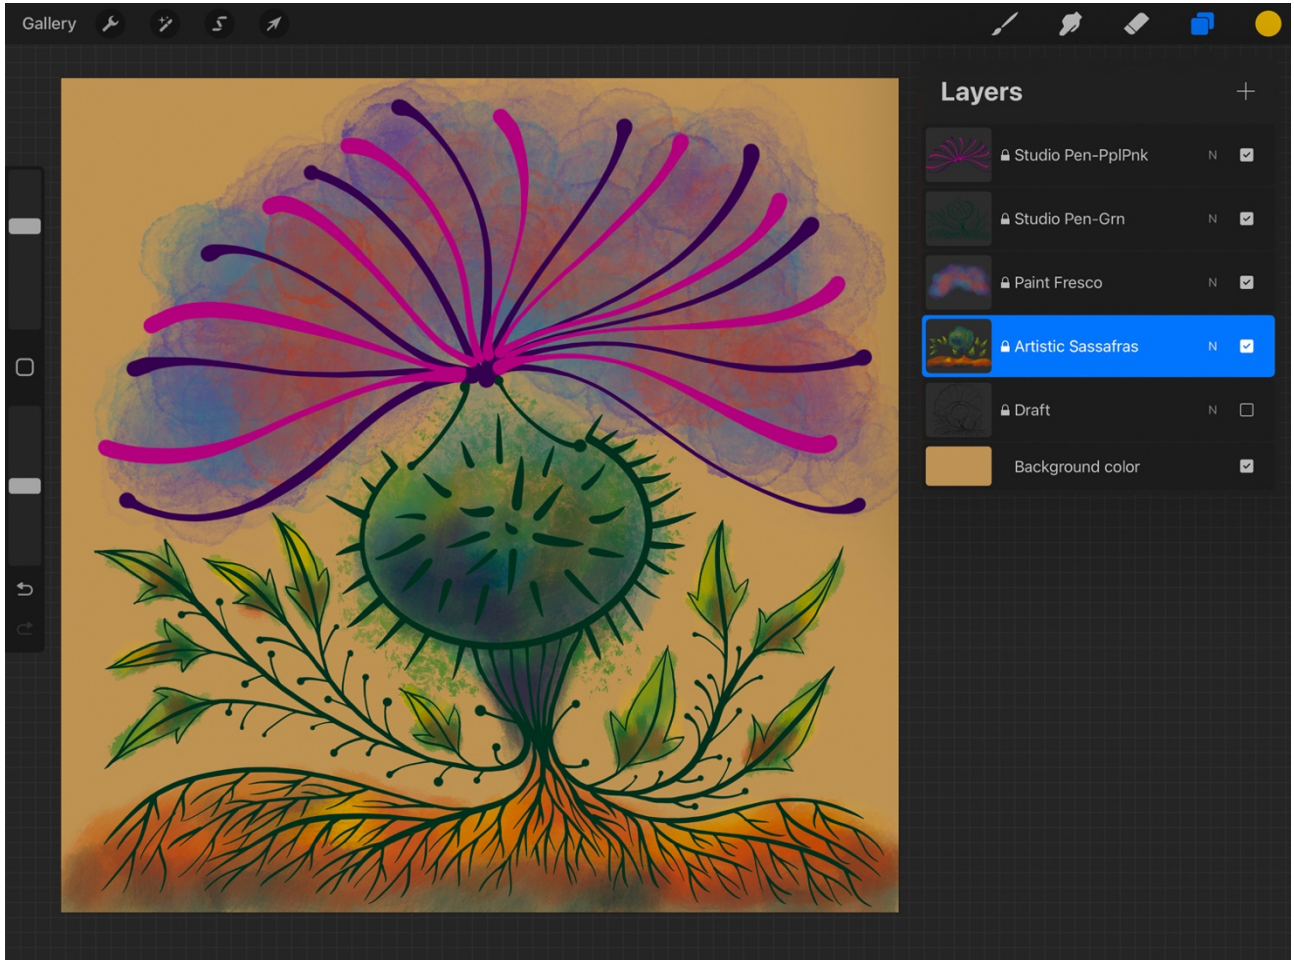 Gallery
Layers
Studio Pen-PplPnk N
Studio Pen-Grn N
Paint Fresco N
Artistic Sassafras N
Draft N
Background color